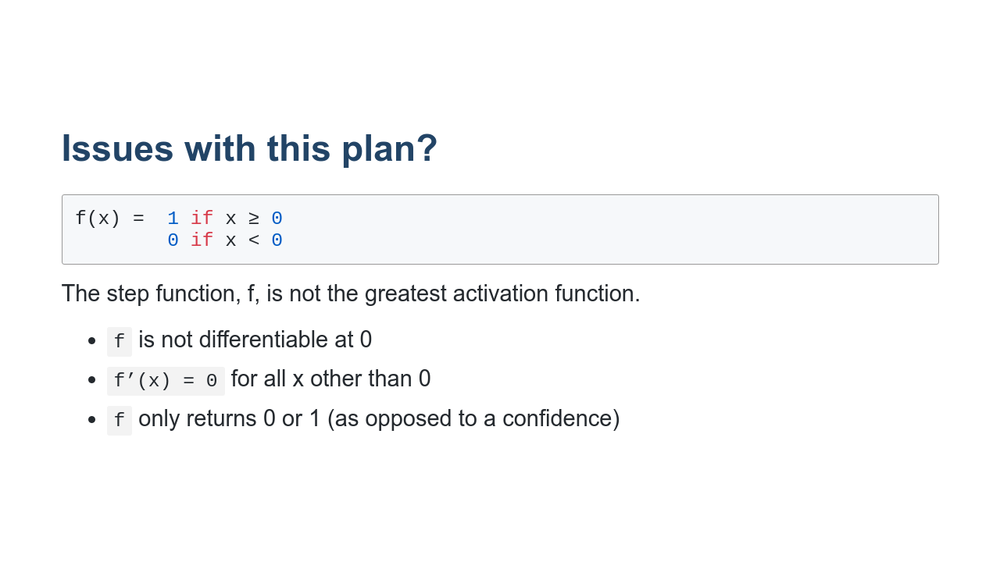 Issues with this plan?
f(x) =  1 if x ≥ 0
        0 if x < 0
The step function, f, is not the greatest activation function.
• f is not differentiable at 0
• f’(x) = 0 for all x other than 0
• f only returns 0 or 1 (as opposed to a confidence)